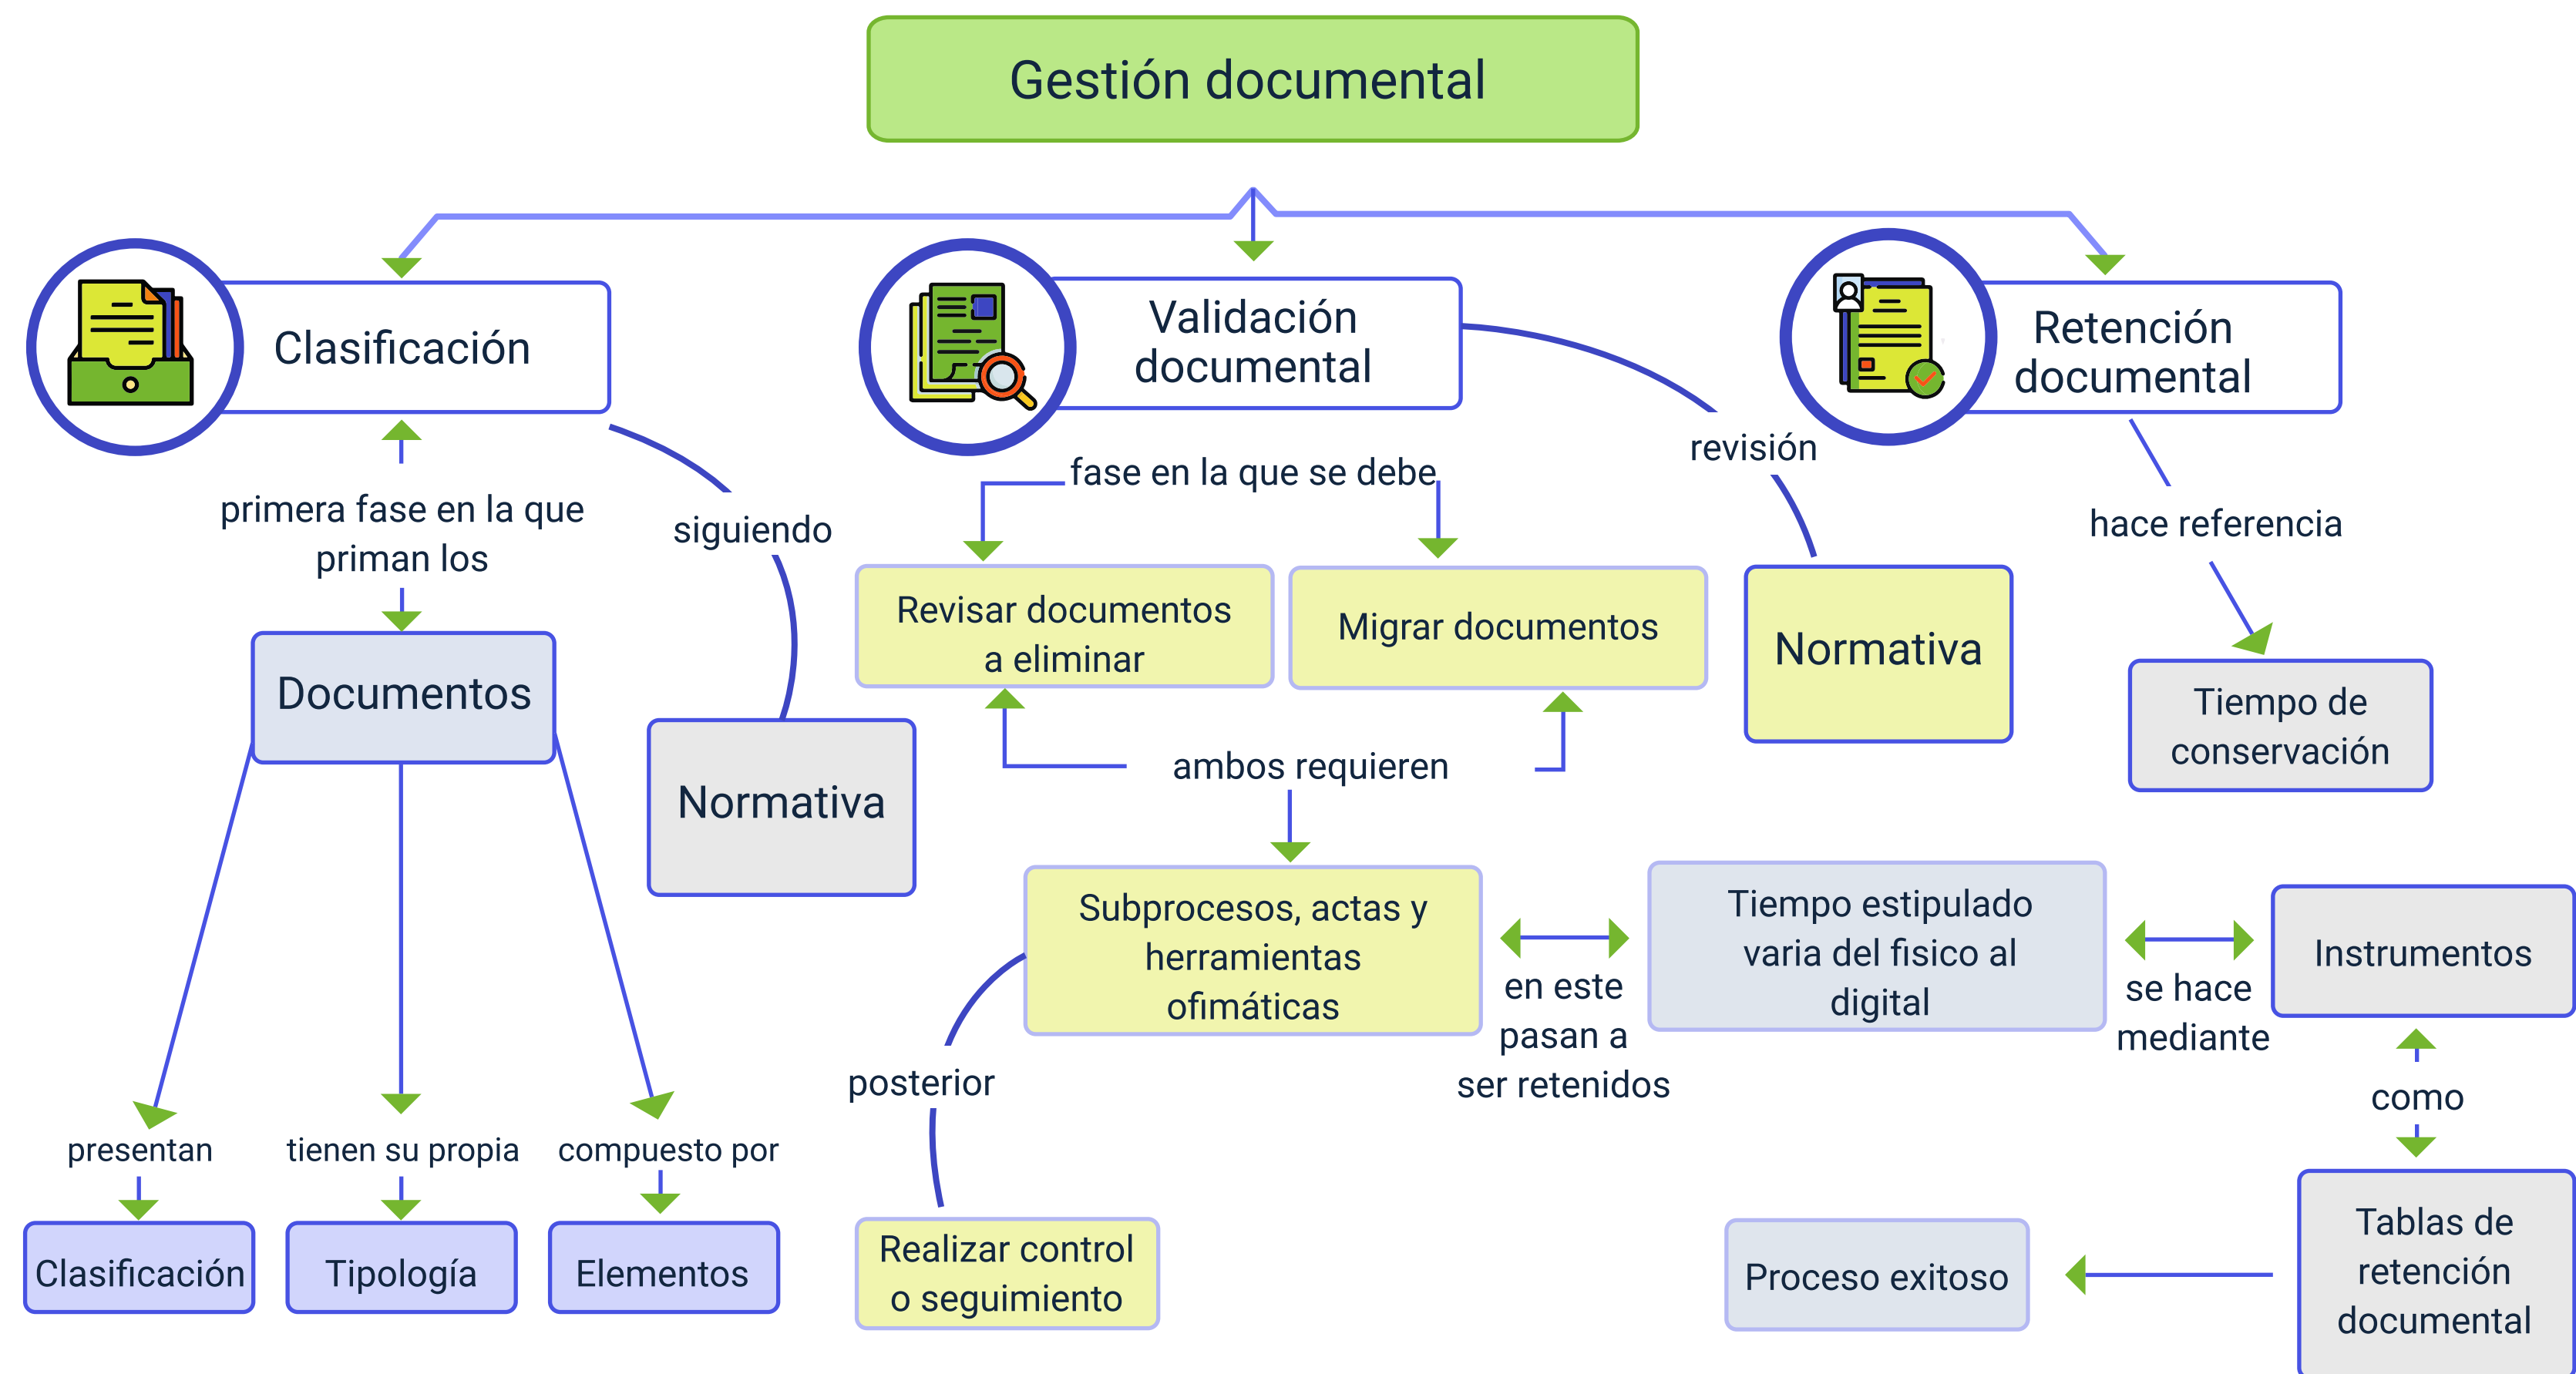 Gestión documental
Clasificación
Validación
documental
Retención
documental
primera fase en la que
priman los
siguiendo
fase en la que se debe
revisión
hace referencia
Documentos
Normativa
Revisar documentos
a eliminar
Migrar documentos
Normativa
Tiempo de
conservación
ambos requieren
Subprocesos, actas y
herramientas
ofimáticas
en este
pasan a
ser retenidos
Tiempo estipulado
varia del fisico al
digital
se hace
mediante
Instrumentos
como
posterior
presentan
tienen su propia
compuesto por
Clasificación
Tipología
Elementos
Realizar control
o seguimiento
Proceso exitoso
Tablas de
retención
documental